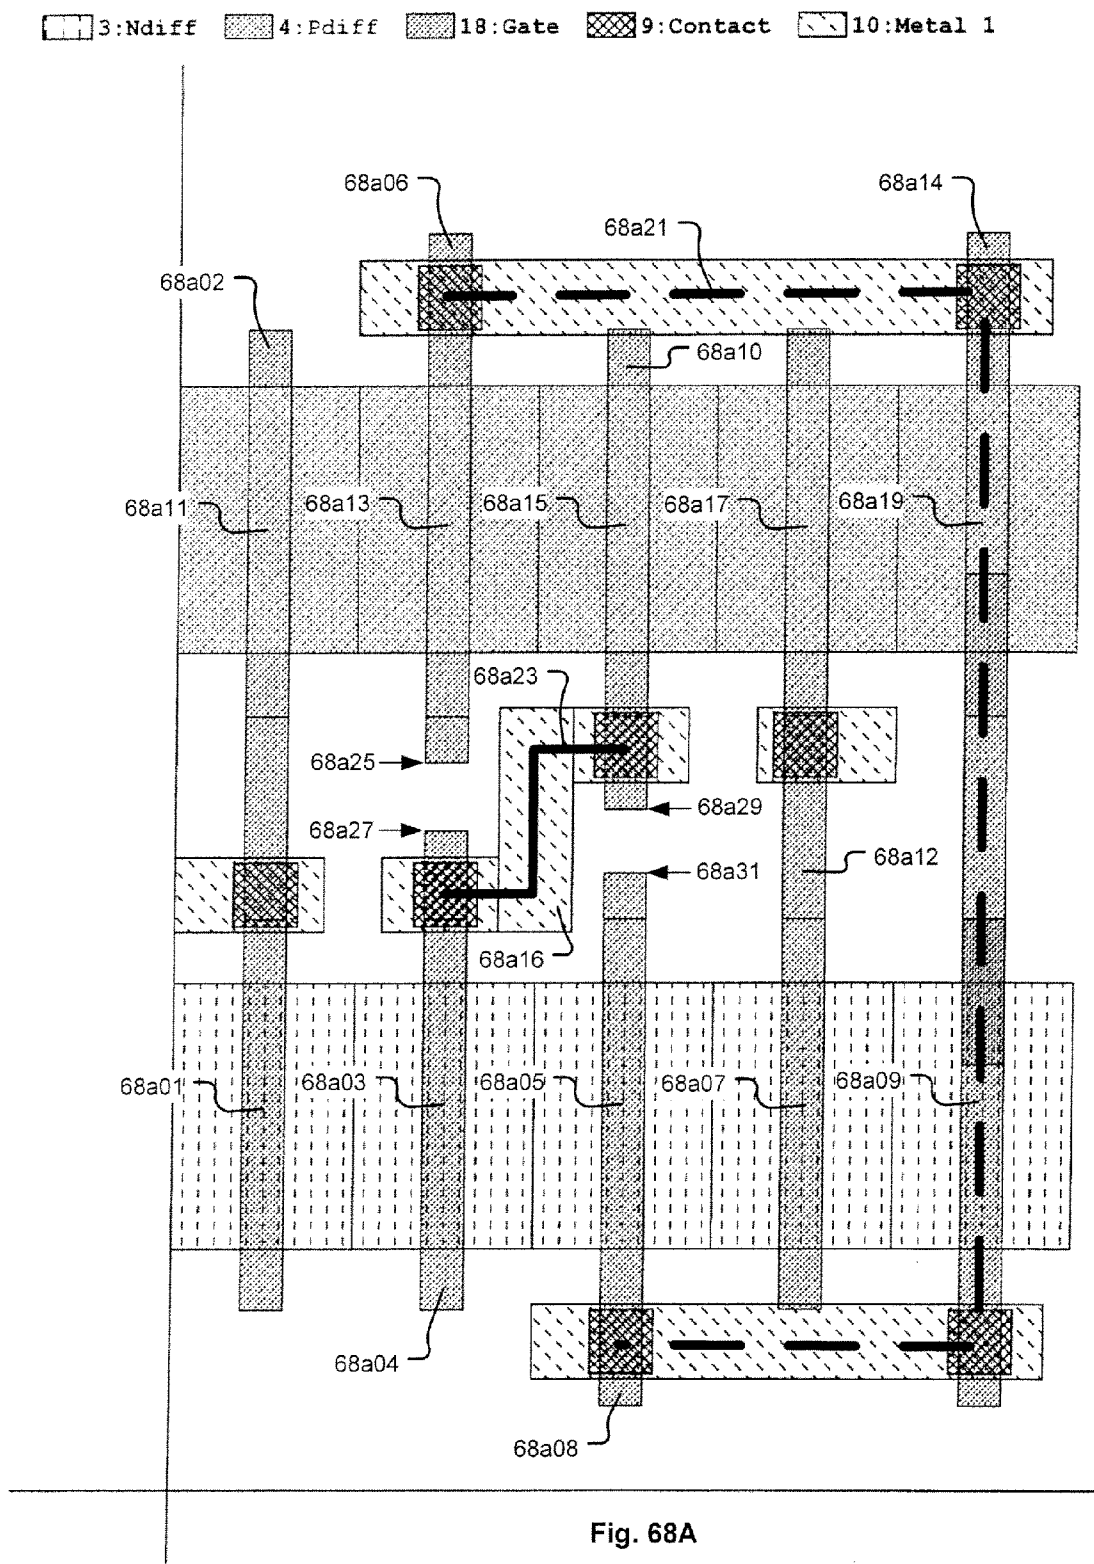 3:Ndiff 4:Pdiff 18:Gate 9:Contact 10:Metal 1
68a06 68a14
68a21
68a02
68a10
68a11 68a13 68a15 68a17 68a19
68a23
68a25
68a29
68a27
68a12
68a31
68a16
68a01 68a03 68a05 68a07 68a09
68a04
68a08
Fig. 68A